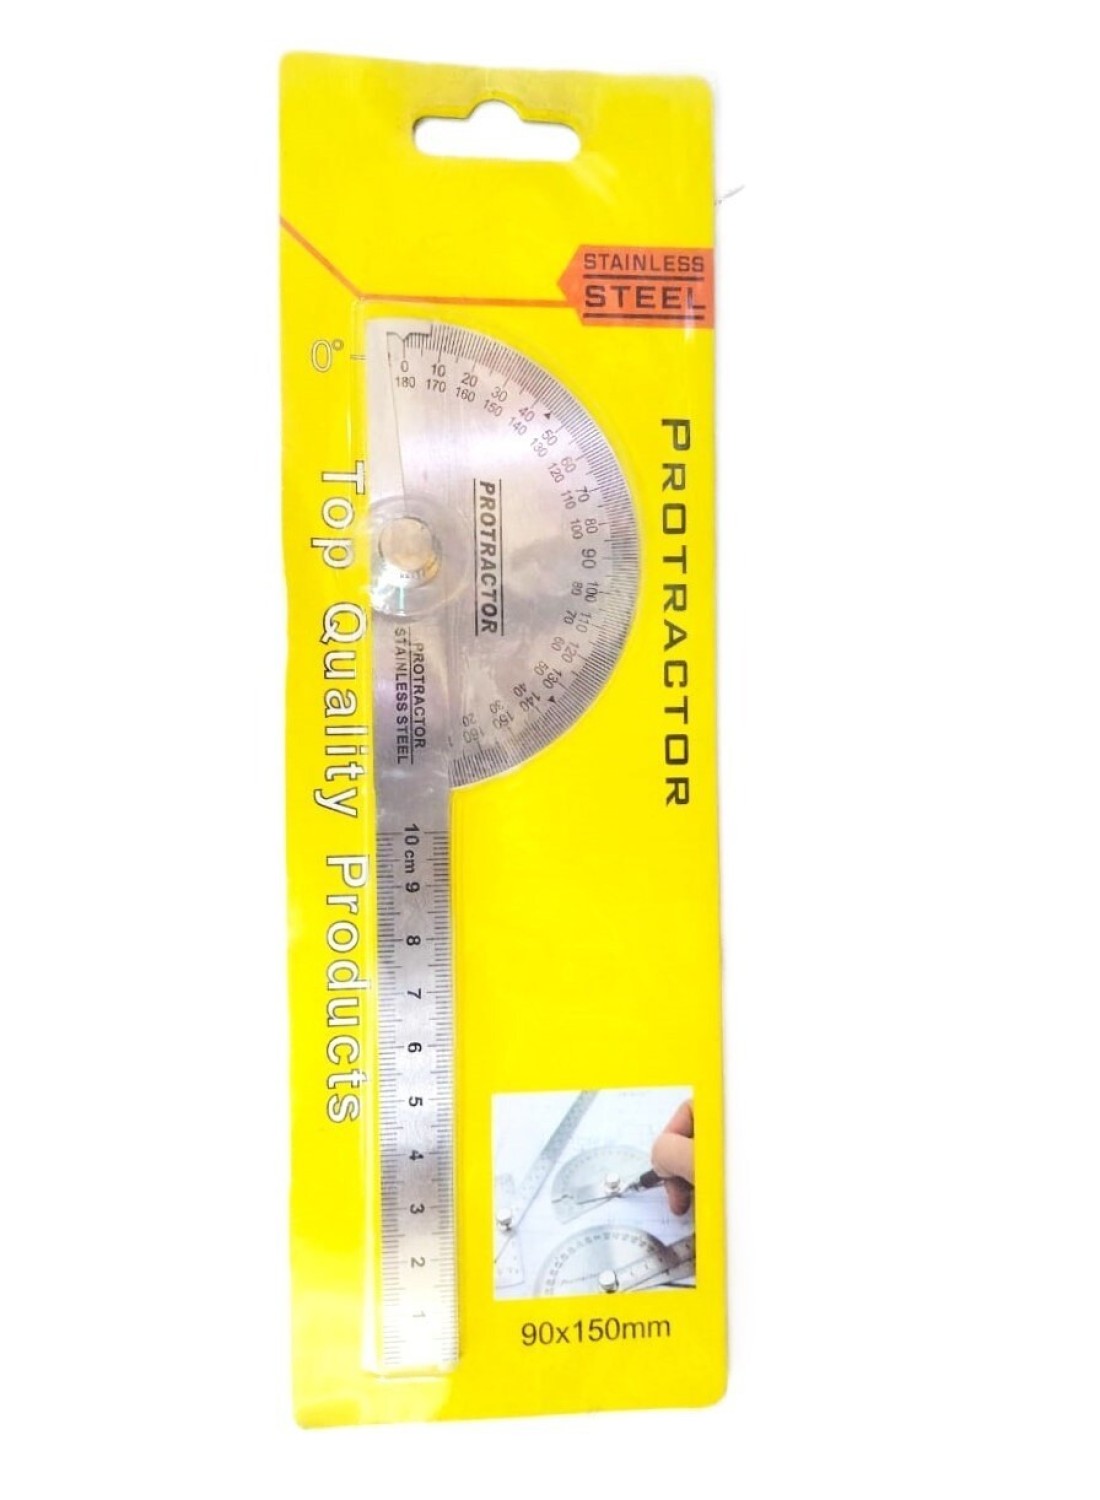 STAINLESS
STEEL
0°
0 10 20 30 40 50 60 70 80 90 100 110 120 130 140
180 170 160 150 140 130 120 110 100 80 70 60 50 40 30 20
PROTRACTOR
PROTRACTOR
PROTRACTOR
STAINLESS STEEL
Top Quality Products
10 cm 9 8 7 6 5 4 3 2 1
90x150mm